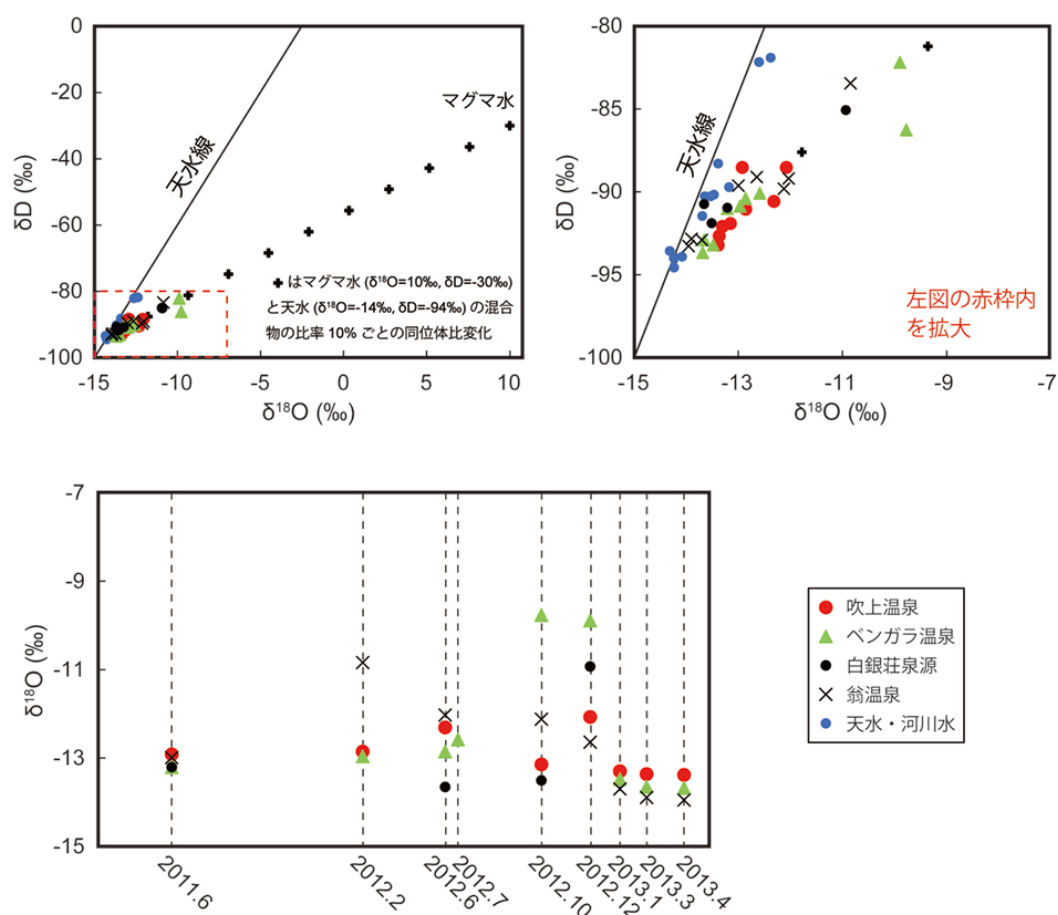 0
-20
-40
-60
-80
-100
δD (‰)
-15
-10
-5
0
5
10
δ¹⁸O (‰)
天水線
マグマ水
✚はマグマ水 (δ¹⁸O=10‰, δD=-30‰)
と天水 (δ¹⁸O=-14‰, δD=-94‰) の混合
物の比率 10% ごとの同位体比変化
-80
-85
-90
-95
-100
δD (‰)
-15
-13
-11
-9
-7
δ¹⁸O (‰)
天水線
左図の赤枠内
を拡大
-7
-9
-11
-13
-15
δ¹⁸O (‰)
2011.6
2012.2
2012.6
2012.7
2012.10
2012.12
2013.1
2013.3
2013.4
吹上温泉
ベンガラ温泉
白銀荘泉源
翁温泉
天水・河川水